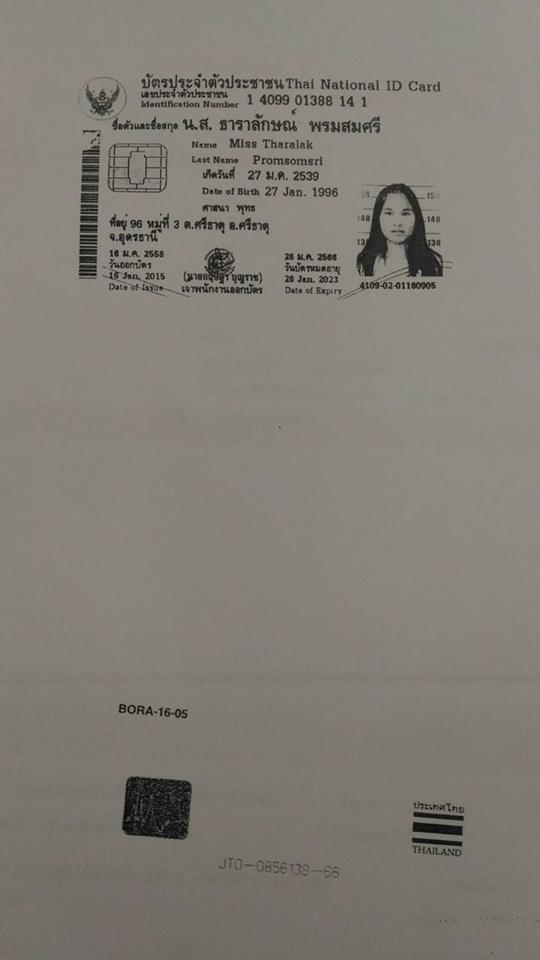 บัตรประจำตัวประชาชน Thai National ID Card
เลขประจำตัวประชาชน
Identification Number 1 4099 01388 14 1
ชื่อตัวและชื่อสกุล น.ส. ธาราลักษณ์ พรมสมศรี
Name Miss Tharalak
Last Name Promsomsri
เกิดวันที่ 27 ม.ค. 2539
Date of Birth 27 Jan. 1996
ศาสนา พุทธ
ที่อยู่ 96 หมู่ที่ 3 ต.ศรีธาตุ อ.ศรีธาตุ
จ.อุดรธานี
16 ม.ค. 2558
วันออกบัตร
16 Jan. 2015
Date of Issue
เจ้าพนักงานออกบัตร
26 ม.ค. 2566
วันบัตรหมดอายุ
26 Jan. 2023
Date of Expiry
150
140 140
130
4109-02-01160905
BORA-16-05
ประเทศไทย
THAILAND
JT0-0856138-66